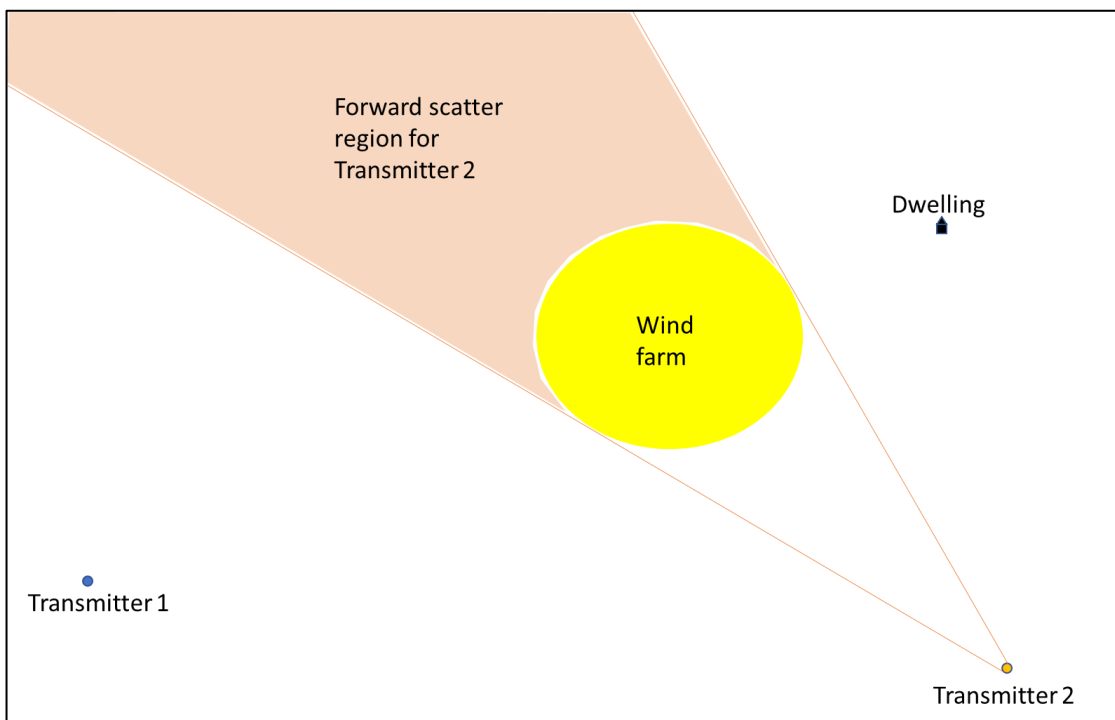 Forward scatter
region for
Transmitter 2
Dwelling
Wind
farm
Transmitter 1
Transmitter 2